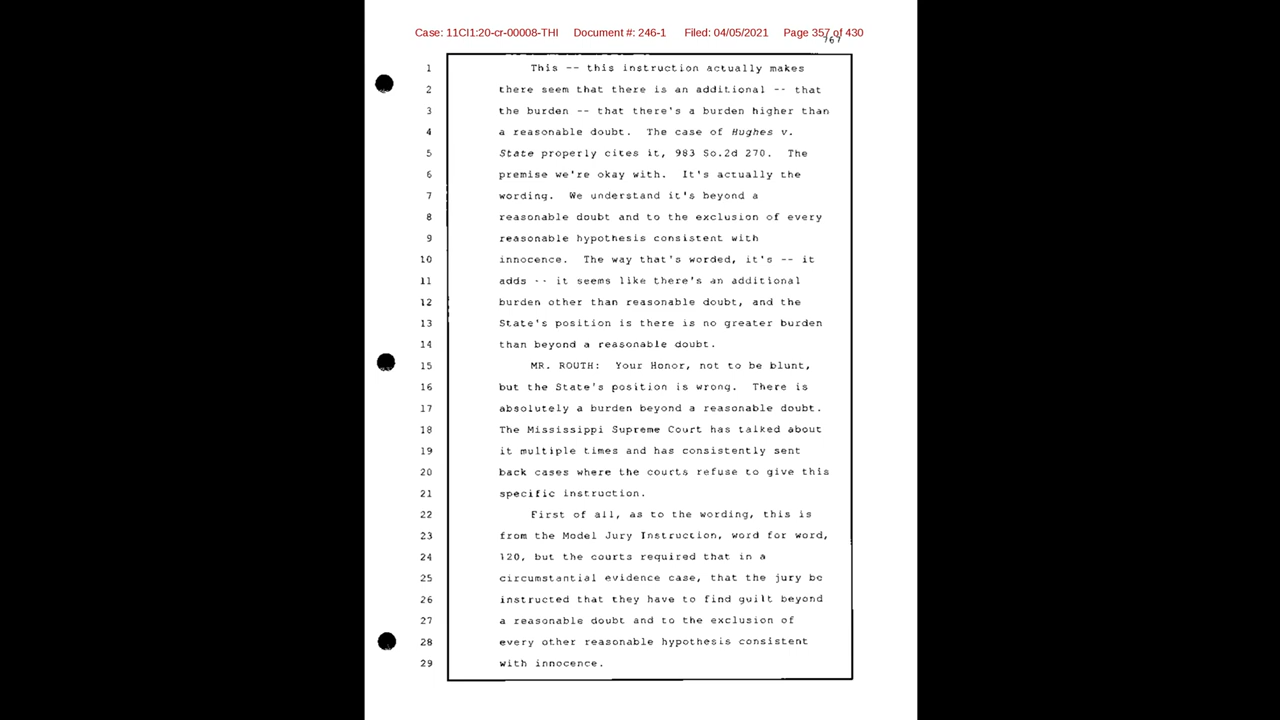 Case: 11CI1:20-cr-00008-THI Document #: 246-1 Filed: 04/05/2021 Page 357 of 430
767
1 This -- this instruction actually makes
2 there seem that there is an additional -- that
3 the burden -- that there's a burden higher than
4 a reasonable doubt. The case of Hughes v.
5 State properly cites it, 983 So.2d 270. The
6 premise we're okay with. It's actually the
7 wording. We understand it's beyond a
8 reasonable doubt and to the exclusion of every
9 reasonable hypothesis consistent with
10 innocence. The way that's worded, it's -- it
11 adds -- it seems like there's an additional
12 burden other than reasonable doubt, and the
13 State's position is there is no greater burden
14 than beyond a reasonable doubt.
15 MR. ROUTH: Your Honor, not to be blunt,
16 but the State's position is wrong. There is
17 absolutely a burden beyond a reasonable doubt.
18 The Mississippi Supreme Court has talked about
19 it multiple times and has consistently sent
20 back cases where the courts refuse to give this
21 specific instruction.
22 First of all, as to the wording, this is
23 from the Model Jury Instruction, word for word,
24 120, but the courts required that in a
25 circumstantial evidence case, that the jury be
26 instructed that they have to find guilt beyond
27 a reasonable doubt and to the exclusion of
28 every other reasonable hypothesis consistent
29 with innocence.